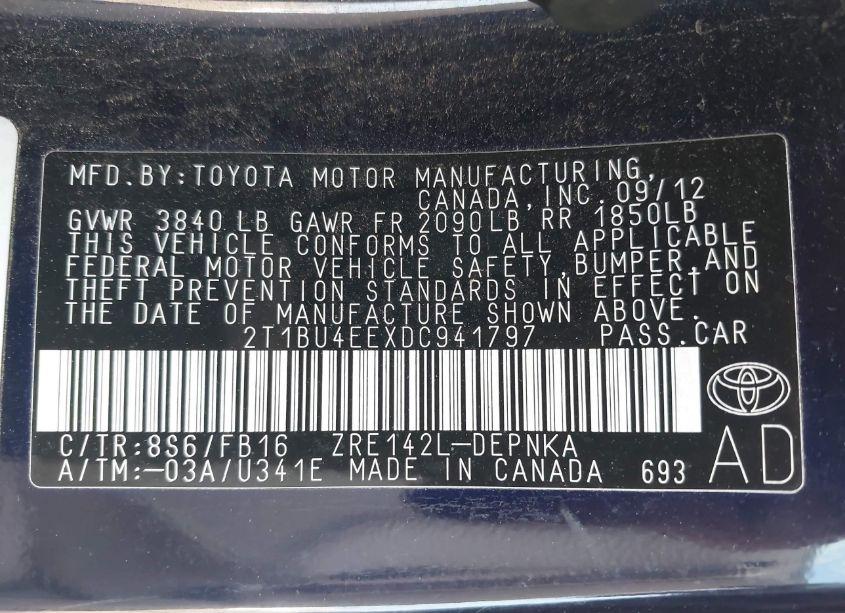 MFD.BY:TOYOTA MOTOR MANUFACTURING,
CANADA,INC.09/12
GVWR 3840 LB GAWR FR 2090LB RR 1850LB
THIS VEHICLE CONFORMS TO ALL APPLICABLE
FEDERAL MOTOR VEHICLE SAFETY,BUMPER,AND
THEFT PREVENTION STANDARDS IN EFFECT ON
THE DATE OF MANUFACTURE SHOWN ABOVE.
2T1BU4EEXDC941797 PASS.CAR
C/TR:8S6/FB16 ZRE142L-DEPNKA
A/TM:-03A/U341E MADE IN CANADA 693
AD